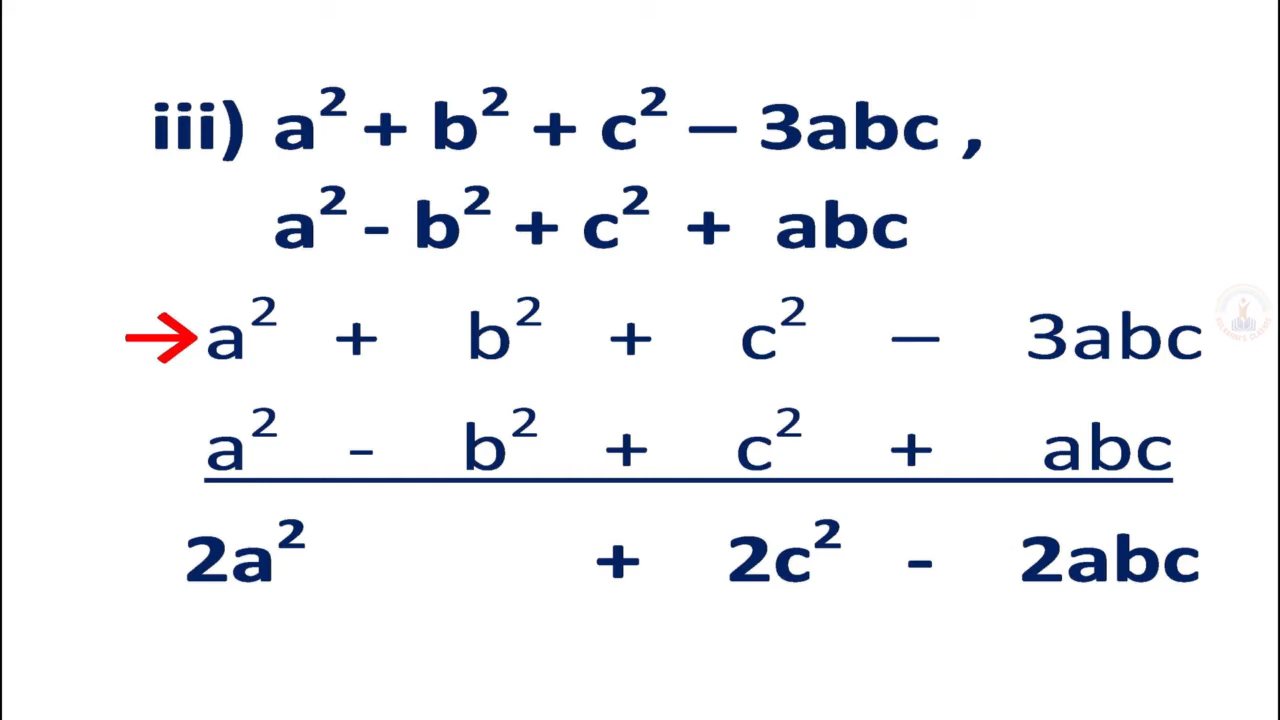 iii) a² + b² + c² – 3abc ,
a² - b² + c² + abc
→ a² + b² + c² – 3abc
a² - b² + c² + abc
2a² + 2c² - 2abc